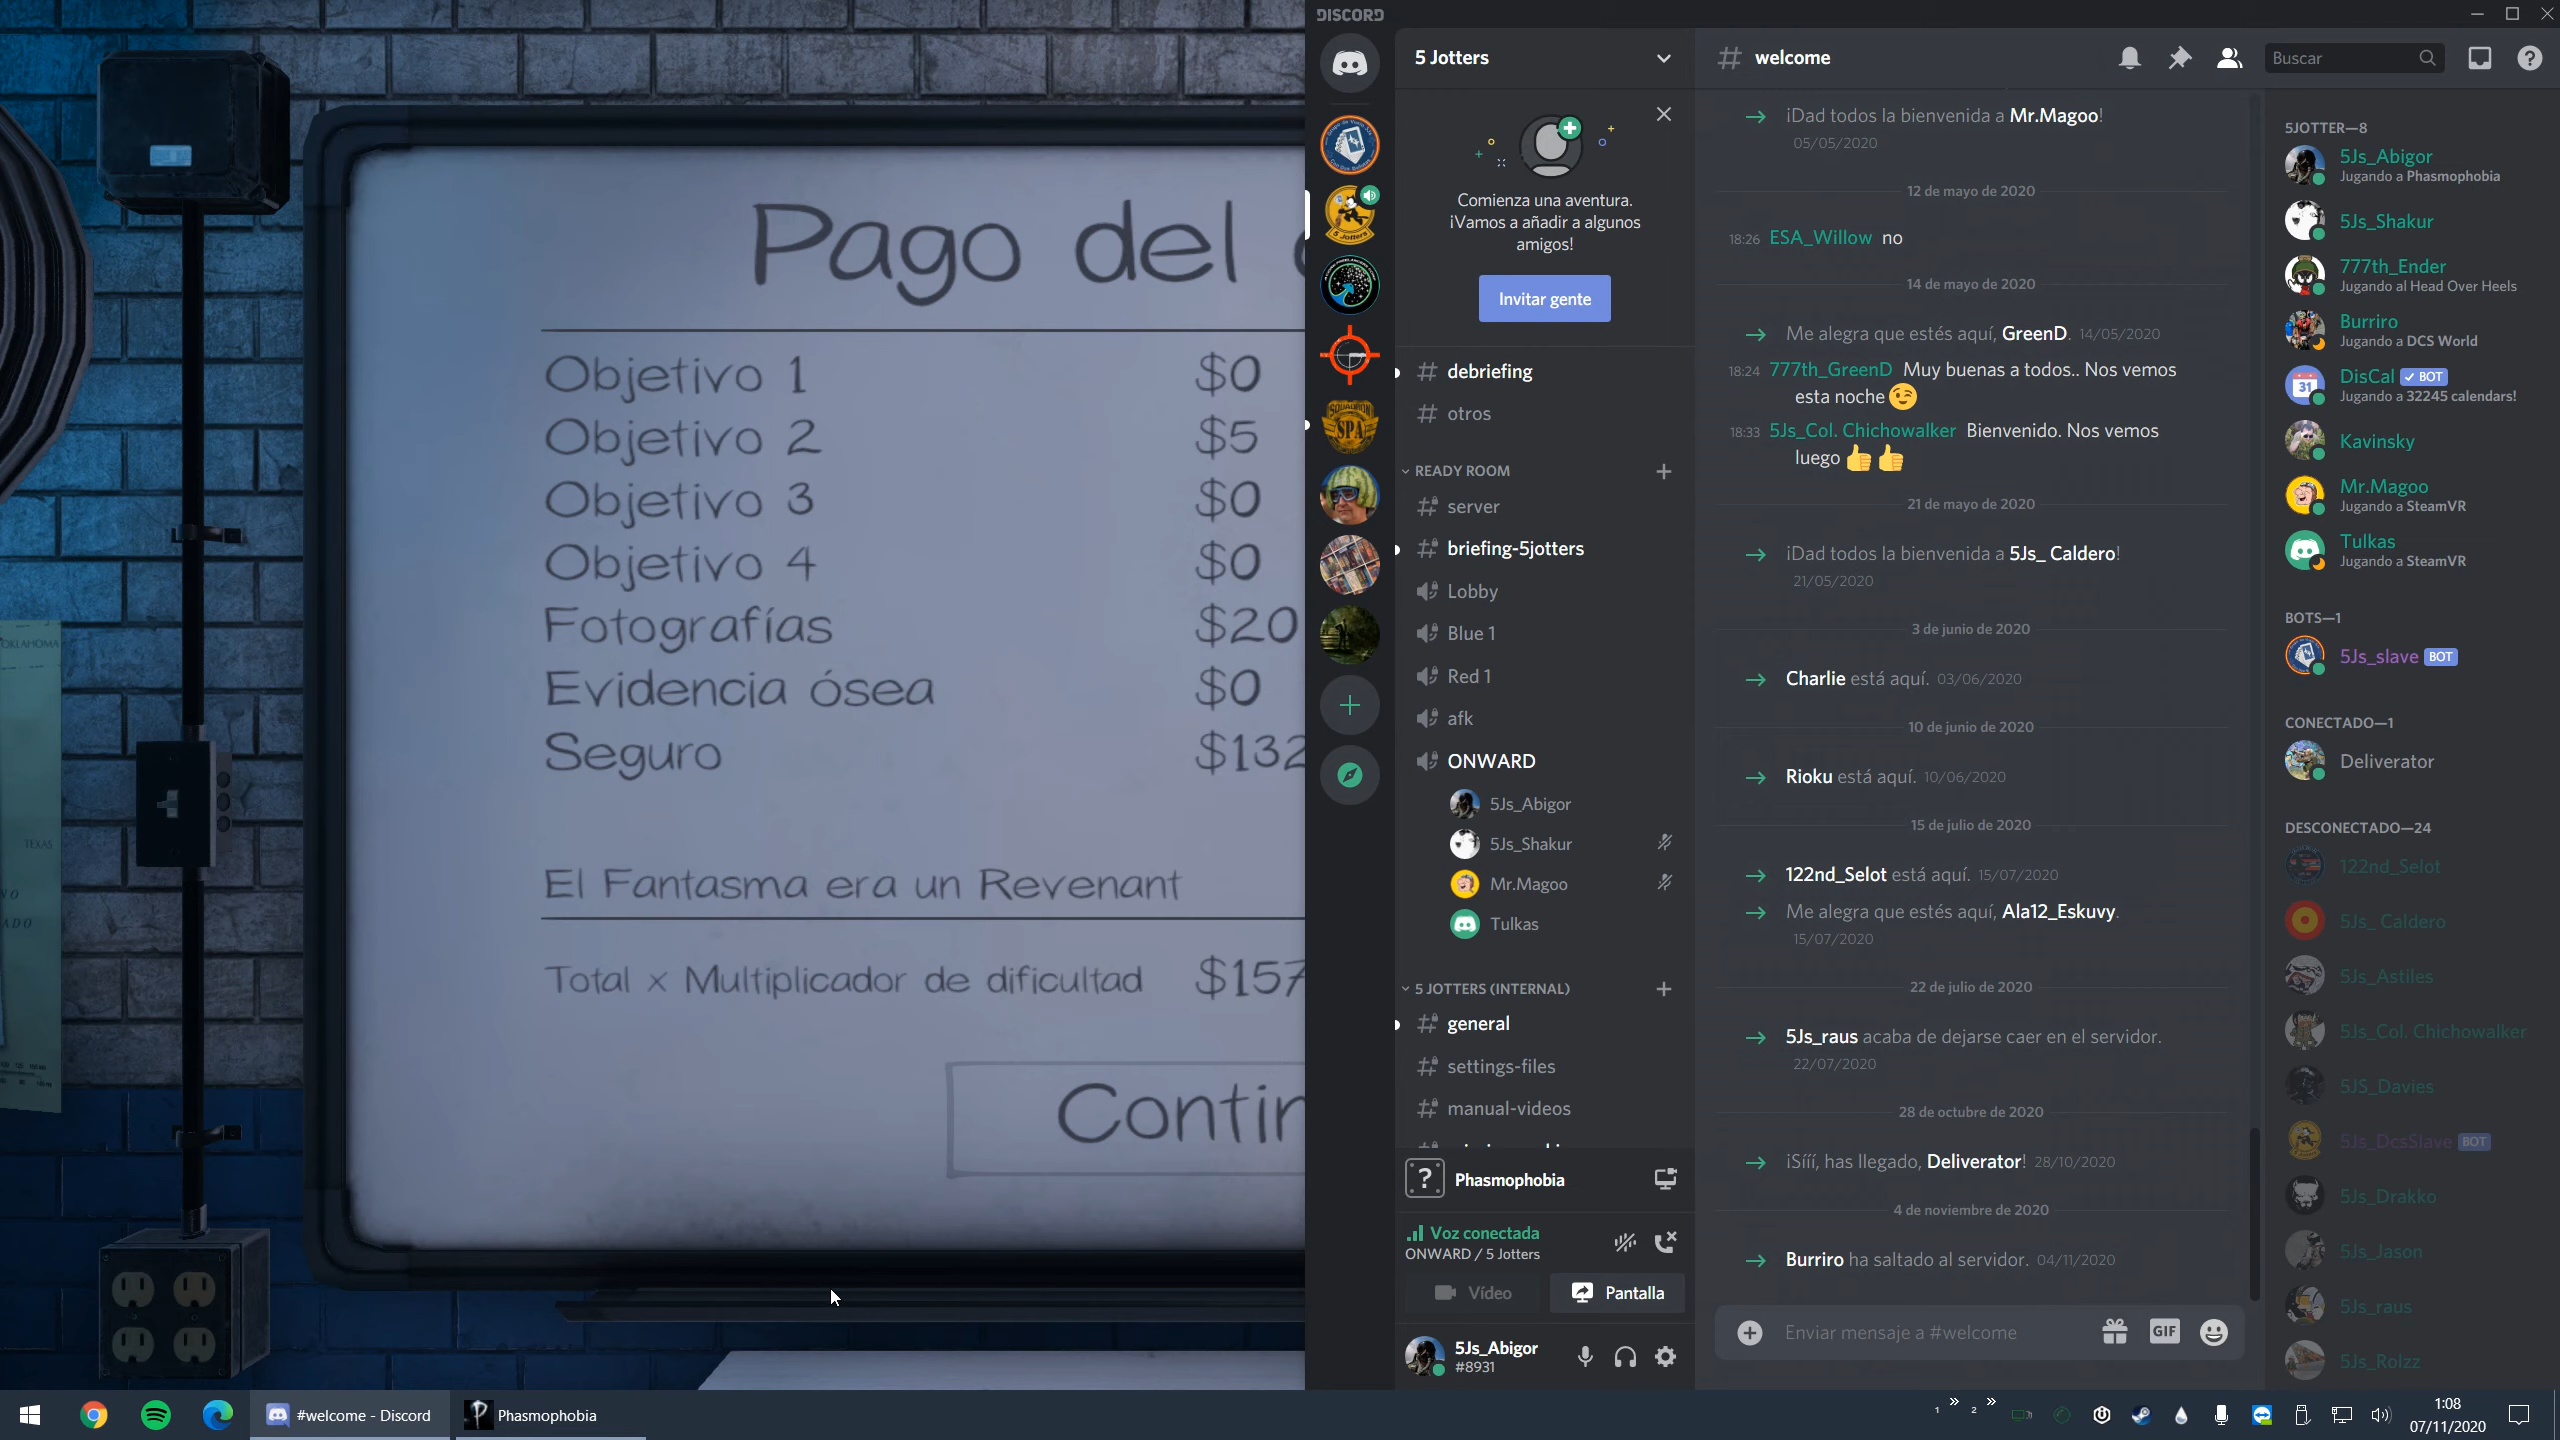 DISCORD
Pago del
Objetivo 1 $0
Objetivo 2 $5
Objetivo 3 $0
Objetivo 4 $0
Fotografías $20
Evidencia ósea $0
Seguro $132
El Fantasma era un Revenant
Total x Multiplicador de dificultad $157
Contin
OKLAHOMA
TEXAS
5 Jotters
Comienza una aventura.
¡Vamos a añadir a algunos
amigos!
Invitar gente
debriefing
otros
READY ROOM
server
briefing-5jotters
Lobby
Blue 1
Red 1
afk
ONWARD
5Js_Abigor
5Js_Shakur
Mr.Magoo
Tulkas
5 JOTTERS (INTERNAL)
general
settings-files
manual-videos
Phasmophobia
Voz conectada
ONWARD / 5 Jotters
Vídeo
Pantalla
5Js_Abigor
#8931
welcome
Buscar
¡Dad todos la bienvenida a Mr.Magoo!
05/05/2020
12 de mayo de 2020
18:26 ESA_Willow no
14 de mayo de 2020
Me alegra que estés aquí, GreenD. 14/05/2020
18:24 777th_GreenD Muy buenas a todos.. Nos vemos
esta noche 😉
18:33 5Js_Col. Chichowalker Bienvenido. Nos vemos
luego 👍 👍
21 de mayo de 2020
¡Dad todos la bienvenida a 5Js_ Caldero!
21/05/2020
3 de junio de 2020
Charlie está aquí. 03/06/2020
10 de junio de 2020
Rioku está aquí. 10/06/2020
15 de julio de 2020
122nd_Selot está aquí. 15/07/2020
Me alegra que estés aquí, Ala12_Eskuvy.
15/07/2020
22 de julio de 2020
5Js_raus acaba de dejarse caer en el servidor.
22/07/2020
28 de octubre de 2020
¡Sííí, has llegado, Deliverator! 28/10/2020
4 de noviembre de 2020
Burriro ha saltado al servidor. 04/11/2020
Enviar mensaje a #welcome
GIF
5JOTTER—8
5Js_Abigor
Jugando a Phasmophobia
5Js_Shakur
777th_Ender
Jugando al Head Over Heels
Burriro
Jugando a DCS World
DisCal BOT
Jugando a 32245 calendars!
Kavinsky
Mr.Magoo
Jugando a SteamVR
Tulkas
Jugando a SteamVR
BOTS—1
5Js_slave BOT
CONECTADO—1
Deliverator
DESCONECTADO—24
122nd_Selot
5Js_ Caldero
5Js_Astiles
5Js_Col. Chichowalker
5JS_Davies
5Js_DcsSlave BOT
5Js_Drakko
5Js_Jason
5Js_raus
5Js_Rolzz
#welcome - Discord
Phasmophobia
1:08
07/11/2020